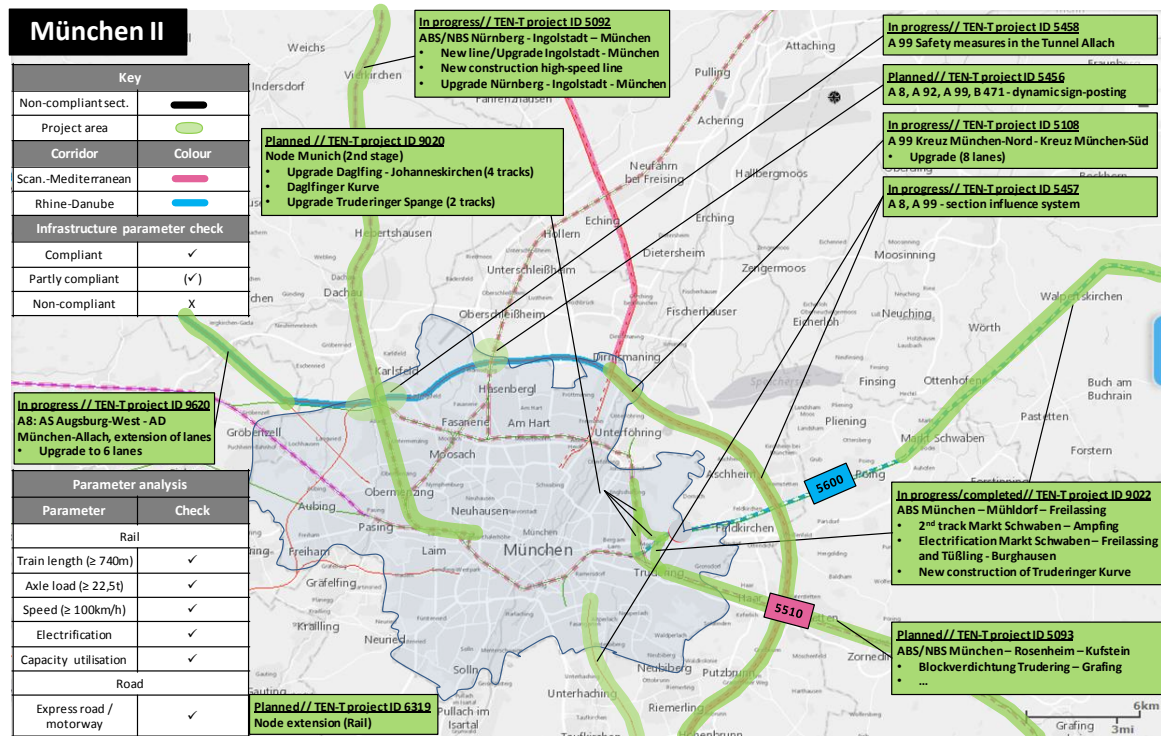 München II
Key
Non-compliant sect.
Project area
Corridor
Colour
Scan.-Mediterranean
Rhine-Danube
Infrastructure parameter check
Compliant
✓
Partly compliant
(✓)
Non-compliant
X
In progress// TEN-T project ID 5092
ABS/NBS Nürnberg - Ingolstadt – München
• New line/Upgrade Ingolstadt - München
• New construction high-speed line
• Upgrade Nürnberg - Ingolstadt - München
Planned // TEN-T project ID 9020
Node Munich (2nd stage)
• Upgrade Daglfing - Johanneskirchen (4 tracks)
• Daglfinger Kurve
• Upgrade Truderinger Spange (2 tracks)
In progress// TEN-T project ID 5458
A 99 Safety measures in the Tunnel Allach
Planned// TEN-T project ID 5456
A 8, A 92, A 99, B 471 - dynamic sign-posting
In progress// TEN-T project ID 5108
A 99 Kreuz München-Nord - Kreuz München-Süd
• Upgrade (8 lanes)
In progress// TEN-T project ID 5457
A 8, A 99 - section influence system
In progress // TEN-T project ID 9620
A8: AS Augsburg-West - AD
München-Allach, extension of lanes
• Upgrade to 6 lanes
Parameter analysis
Parameter
Check
Rail
Train length (≥ 740m)
✓
Axle load (≥ 22,5t)
✓
Speed (≥ 100km/h)
✓
Electrification
✓
Capacity utilisation
✓
Road
Express road /
motorway
✓
Planned// TEN-T project ID 6319
Node extension (Rail)
In progress/completed// TEN-T project ID 9022
ABS München – Mühldorf – Freilassing
• 2nd track Markt Schwaben – Ampfing
• Electrification Markt Schwaben – Freilassing
and Tüßling - Burghausen
• New construction of Truderinger Kurve
Planned// TEN-T project ID 5093
ABS/NBS München – Rosenheim – Kufstein
• Blockverdichtung Trudering – Grafing
• ...
5600
5510
Weichs
Vierkirchen
Indersdorf
Fahrenzhausen
Attaching
Pulling
Achering
Neufahrn
bei Freising
Hallbergmoos
Eching
Hollern
Dietersheim
Zengermoos
Unterschleißheim
Hebertshausen
Dachau
Oberschleißheim
Fischerhäuser
Eicherloh
Moosinning
Neuching
Walpertskirchen
Wörth
Karlsfeld
Dirnismaning
Hasenbergl
Fasanerie
Am Hart
Moosach
Unterföhring
Finsing
Ottenhofen
Buch am
Buchrain
Pliening
Pastetten
Markt Schwaben
Forstern
Forstinning
Gröbenzell
Aschheim
Poing
Feldkirchen
Obermenzing
Aubing
Pasing
Neuhausen
München
Laim
Freiham
Gräfelfing
Planegg
Krailling
Neuried
Gauting
Solln
Pullach im
Isartal
Trudering
Haar
Neubiberg
Putzbrunn
Unterhaching
Taufkirchen
Riemerling
Hohenbrunn
Zorneding
Grafing
6km
3mi